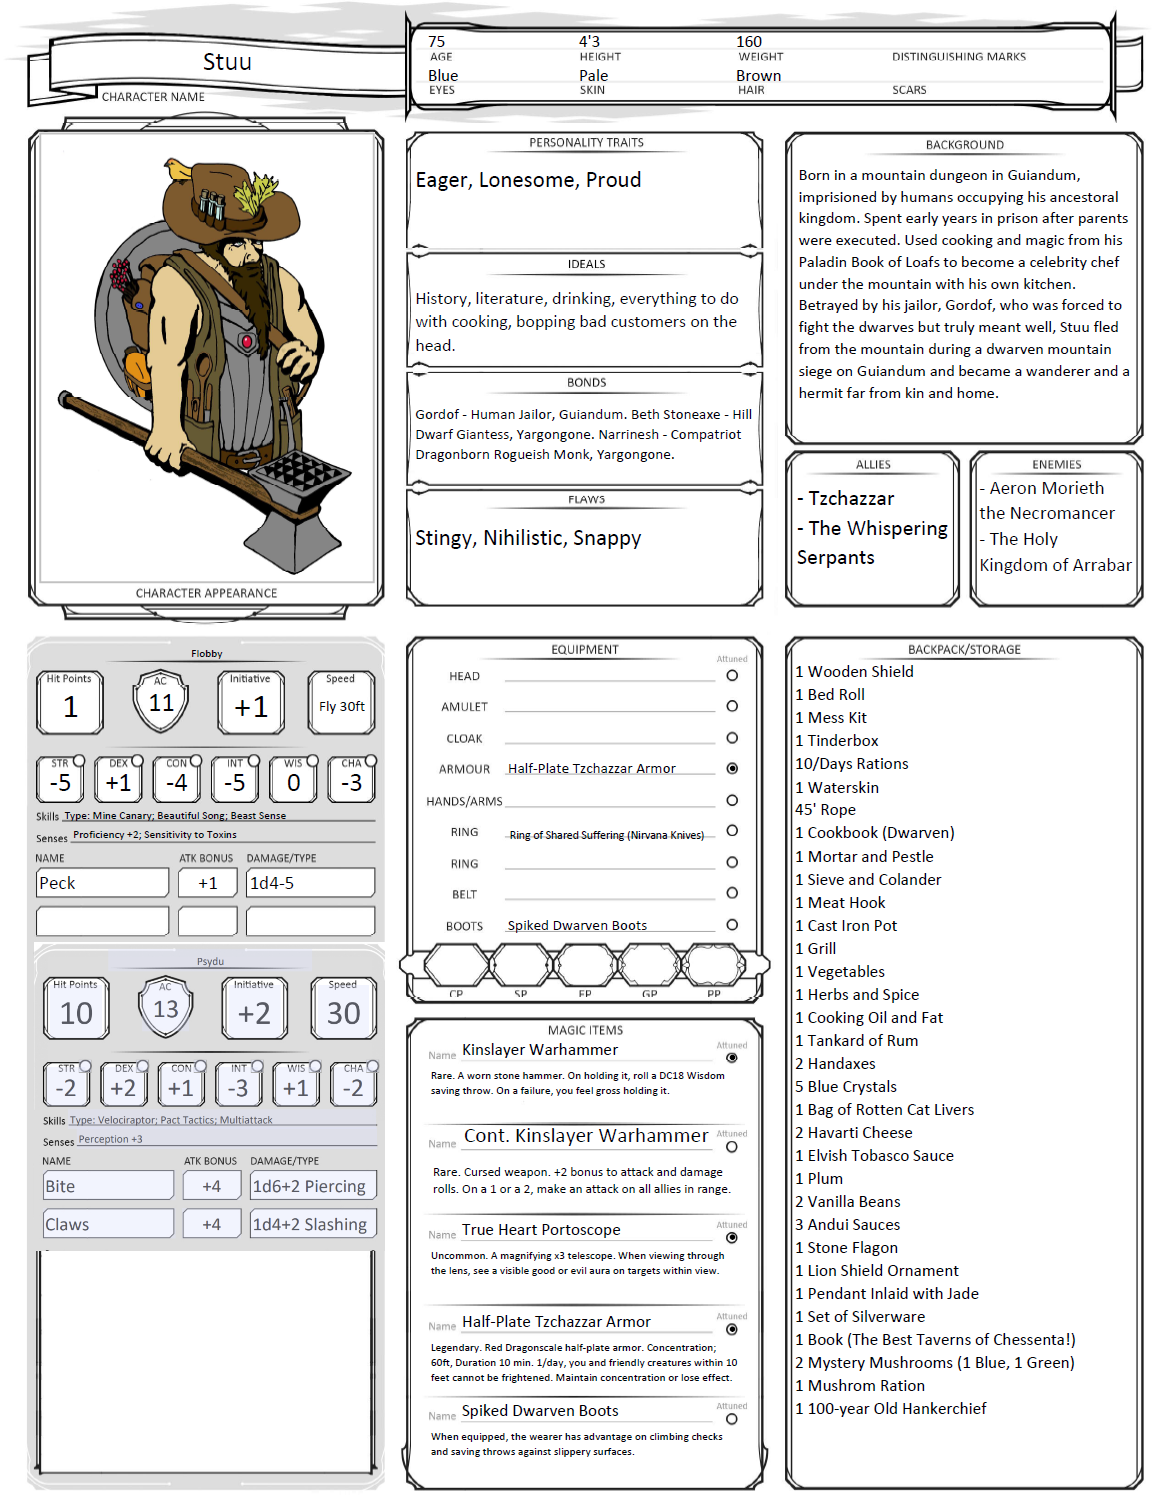 Stuu
CHARACTER NAME
75
AGE
4'3
HEIGHT
160
WEIGHT
DISTINGUISHING MARKS
Blue
EYES
Pale
SKIN
Brown
HAIR
SCARS
CHARACTER APPEARANCE
PERSONALITY TRAITS
Eager, Lonesome, Proud
IDEALS
History, literature, drinking, everything to do
with cooking, bopping bad customers on the
head.
BONDS
Gordof - Human Jailor, Guiandum. Beth Stoneaxe - Hill
Dwarf Giantess, Yargongone. Narrinesh - Compatriot
Dragonborn Rogueish Monk, Yargongone.
FLAWS
Stingy, Nihilistic, Snappy
BACKGROUND
Born in a mountain dungeon in Guiandum,
imprisioned by humans occupying his ancestoral
kingdom. Spent early years in prison after parents
were executed. Used cooking and magic from his
Paladin Book of Loafs to become a celebrity chef
under the mountain with his own kitchen.
Betrayed by his jailor, Gordof, who was forced to
fight the dwarves but truly meant well, Stuu fled
from the mountain during a dwarven mountain
siege on Guiandum and became a wanderer and a
hermit far from kin and home.
ALLIES
- Tzchazzar
- The Whispering
Serpants
ENEMIES
- Aeron Morieth
the Necromancer
- The Holy
Kingdom of Arrabar
Flobby
Hit Points
1
AC
11
Initiative
+1
Speed
Fly 30ft
STR
-5
DEX
+1
CON
-4
INT
-5
WIS
0
CHA
-3
Skills Type: Mine Canary; Beautiful Song; Beast Sense
Senses Proficiency +2; Sensitivity to Toxins
NAME ATK BONUS DAMAGE/TYPE
Peck +1 1d4-5
Psydu
Hit Points
10
AC
13
Initiative
+2
Speed
30
STR
-2
DEX
+2
CON
+1
INT
-3
WIS
+1
CHA
-2
Skills Type: Velociraptor; Pact Tactics; Multiattack
Senses Perception +3
NAME ATK BONUS DAMAGE/TYPE
Bite +4 1d6+2 Piercing
Claws +4 1d4+2 Slashing
EQUIPMENT
Attuned
HEAD
AMULET
CLOAK
ARMOUR Half-Plate Tzchazzar Armor
HANDS/ARMS
RING Ring of Shared Suffering (Nirvana Knives)
RING
BELT
BOOTS Spiked Dwarven Boots
CP SP EP GP PP
MAGIC ITEMS
Name Kinslayer Warhammer Attuned
Rare. A worn stone hammer. On holding it, roll a DC18 Wisdom
saving throw. On a failure, you feel gross holding it.
Name Cont. Kinslayer Warhammer Attuned
Rare. Cursed weapon. +2 bonus to attack and damage
rolls. On a 1 or a 2, make an attack on all allies in range.
Name True Heart Portoscope Attuned
Uncommon. A magnifying x3 telescope. When viewing through
the lens, see a visible good or evil aura on targets within view.
Name Half-Plate Tzchazzar Armor Attuned
Legendary. Red Dragonscale half-plate armor. Concentration;
60ft, Duration 10 min. 1/day, you and friendly creatures within 10
feet cannot be frightened. Maintain concentration or lose effect.
Name Spiked Dwarven Boots Attuned
When equipped, the wearer has advantage on climbing checks
and saving throws against slippery surfaces.
BACKPACK/STORAGE
1 Wooden Shield
1 Bed Roll
1 Mess Kit
1 Tinderbox
10/Days Rations
1 Waterskin
45' Rope
1 Cookbook (Dwarven)
1 Mortar and Pestle
1 Sieve and Colander
1 Meat Hook
1 Cast Iron Pot
1 Grill
1 Vegetables
1 Herbs and Spice
1 Cooking Oil and Fat
1 Tankard of Rum
2 Handaxes
5 Blue Crystals
1 Bag of Rotten Cat Livers
2 Havarti Cheese
1 Elvish Tobasco Sauce
1 Plum
2 Vanilla Beans
3 Andui Sauces
1 Stone Flagon
1 Lion Shield Ornament
1 Pendant Inlaid with Jade
1 Set of Silverware
1 Book (The Best Taverns of Chessenta!)
2 Mystery Mushrooms (1 Blue, 1 Green)
1 Mushrom Ration
1 100-year Old Hankerchief